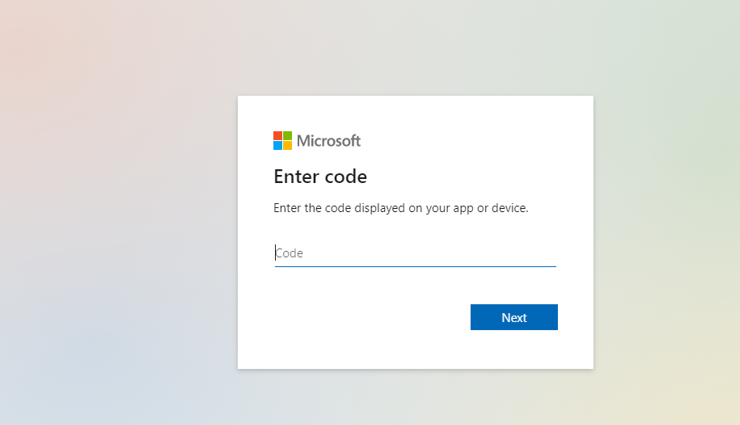 Microsoft
Enter code
Enter the code displayed on your app or device.
Code
Next